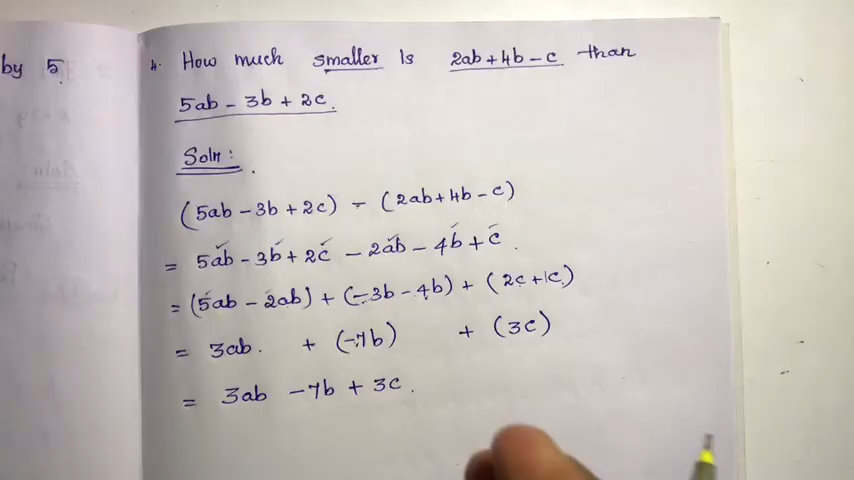 by 5.
4. How much smaller is 2ab + 4b - c than
5ab - 3b + 2c.
Soln:
(5ab - 3b + 2c) - (2ab + 4b - c)
= 5ab - 3b + 2c - 2ab - 4b + c.
= (5ab - 2ab) + (-3b - 4b) + (2c + 1c)
= 3ab + (-7b) + (3c)
= 3ab - 7b + 3c.